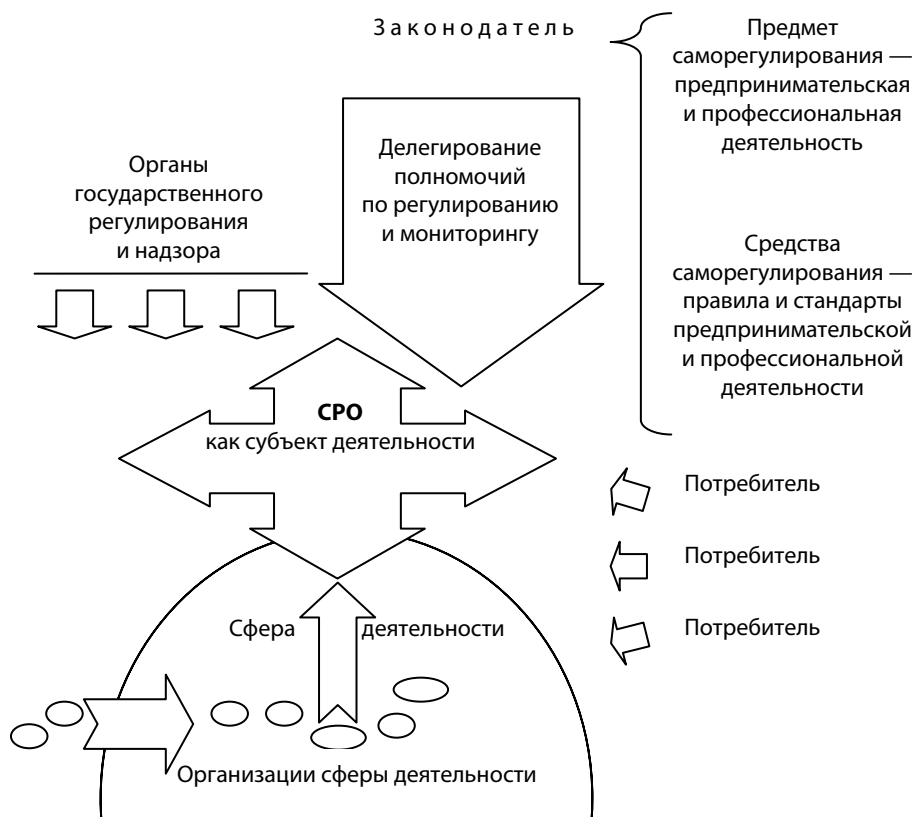 Законодатель
Предмет
саморегулирования —
предпринимательская
и профессиональная
деятельность
Делегирование
полномочий
по регулированию
и мониторингу
Органы
государственного
регулирования
и надзора
Средства
саморегулирования —
правила и стандарты
предпринимательской
и профессиональной
деятельности
СРО
как субъект деятельности
Потребитель
Потребитель
Потребитель
Сфера деятельности
Организации сферы деятельности